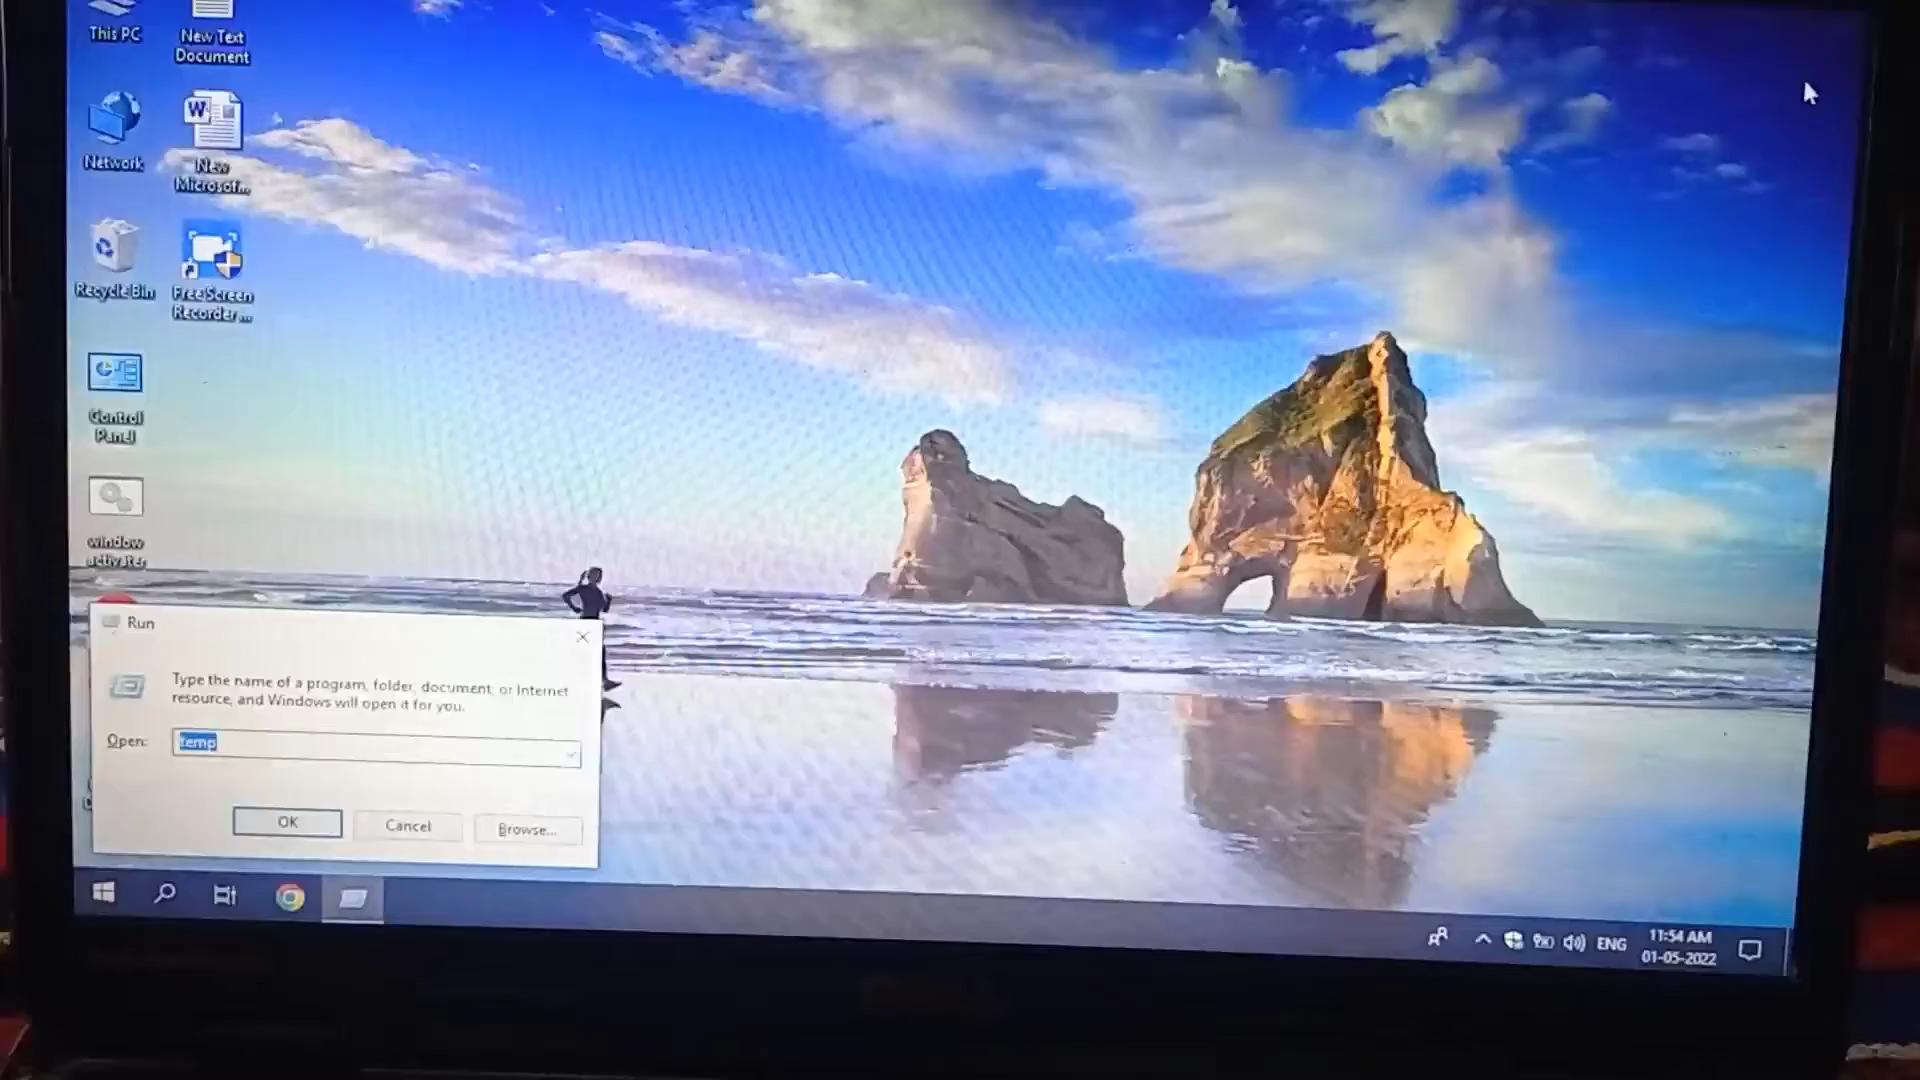 This PC
New Text
Document
Network
New
Microsof...
Recycle Bin
Free Screen
Recorder ...
Control
Panel
window
activater
Run
Type the name of a program, folder, document, or Internet
resource, and Windows will open it for you.
Open:
temp
OK
Cancel
Browse...
ENG
11:54 AM
01-05-2022